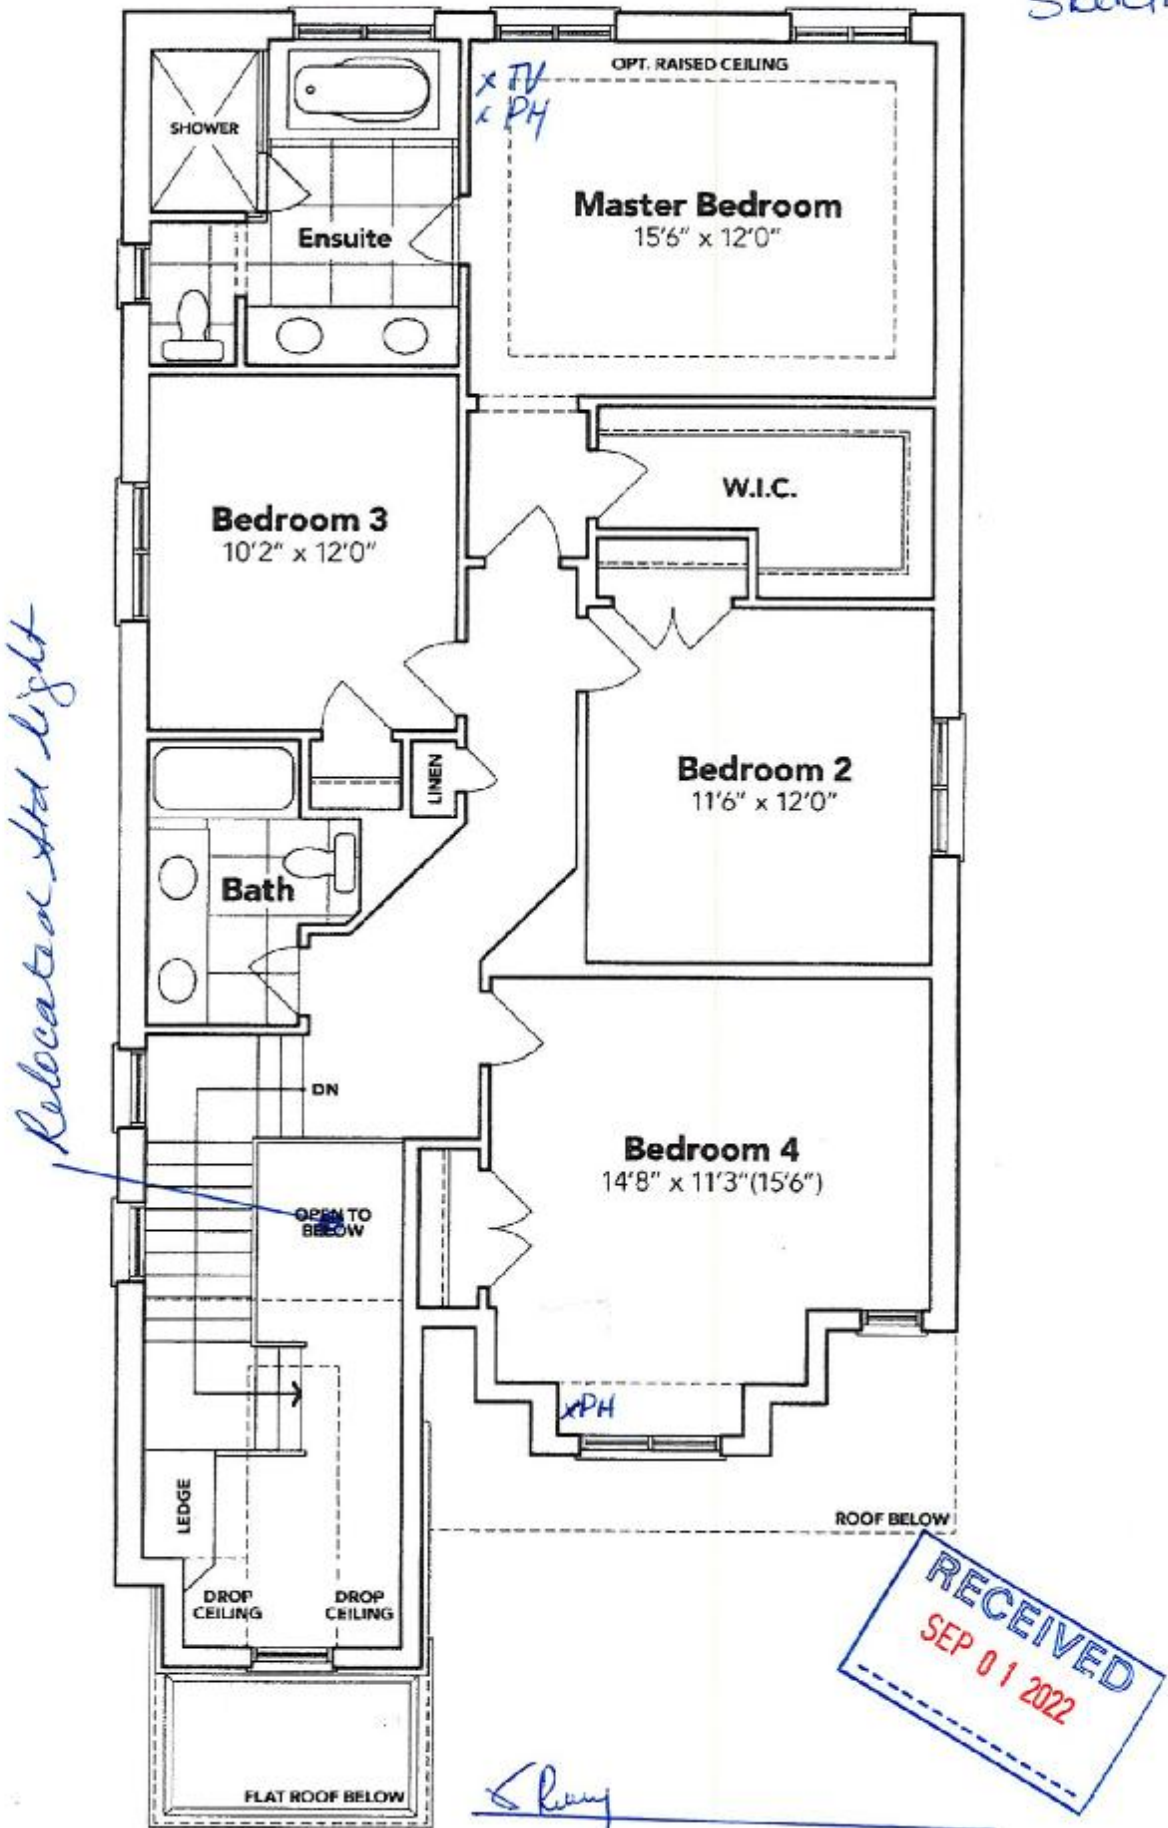 OPT. RAISED CEILING
x TV
x PH
SHOWER
Master Bedroom
15'6" x 12'0"
Ensuite
W.I.C.
Bedroom 3
10'2" x 12'0"
Relocated std light
Bedroom 2
11'6" x 12'0"
LINEN
Bath
DN
Bedroom 4
14'8" x 11'3"(15'6")
OPEN TO
BELOW
xPH
LEDGE
ROOF BELOW
DROP
CEILING
DROP
CEILING
RECEIVED
SEP 01 2022
FLAT ROOF BELOW